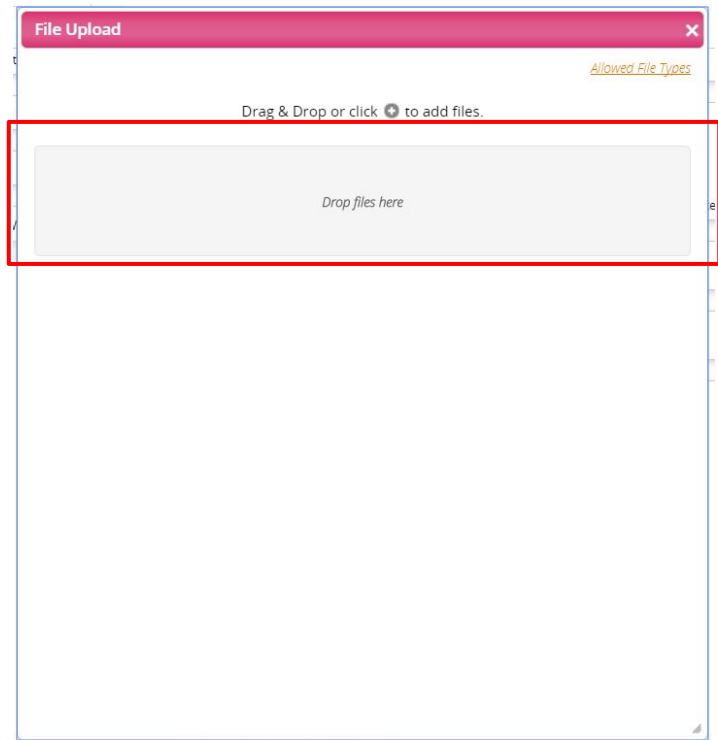 File Upload
Allowed File Types
Drag & Drop or click to add files.
Drop files here